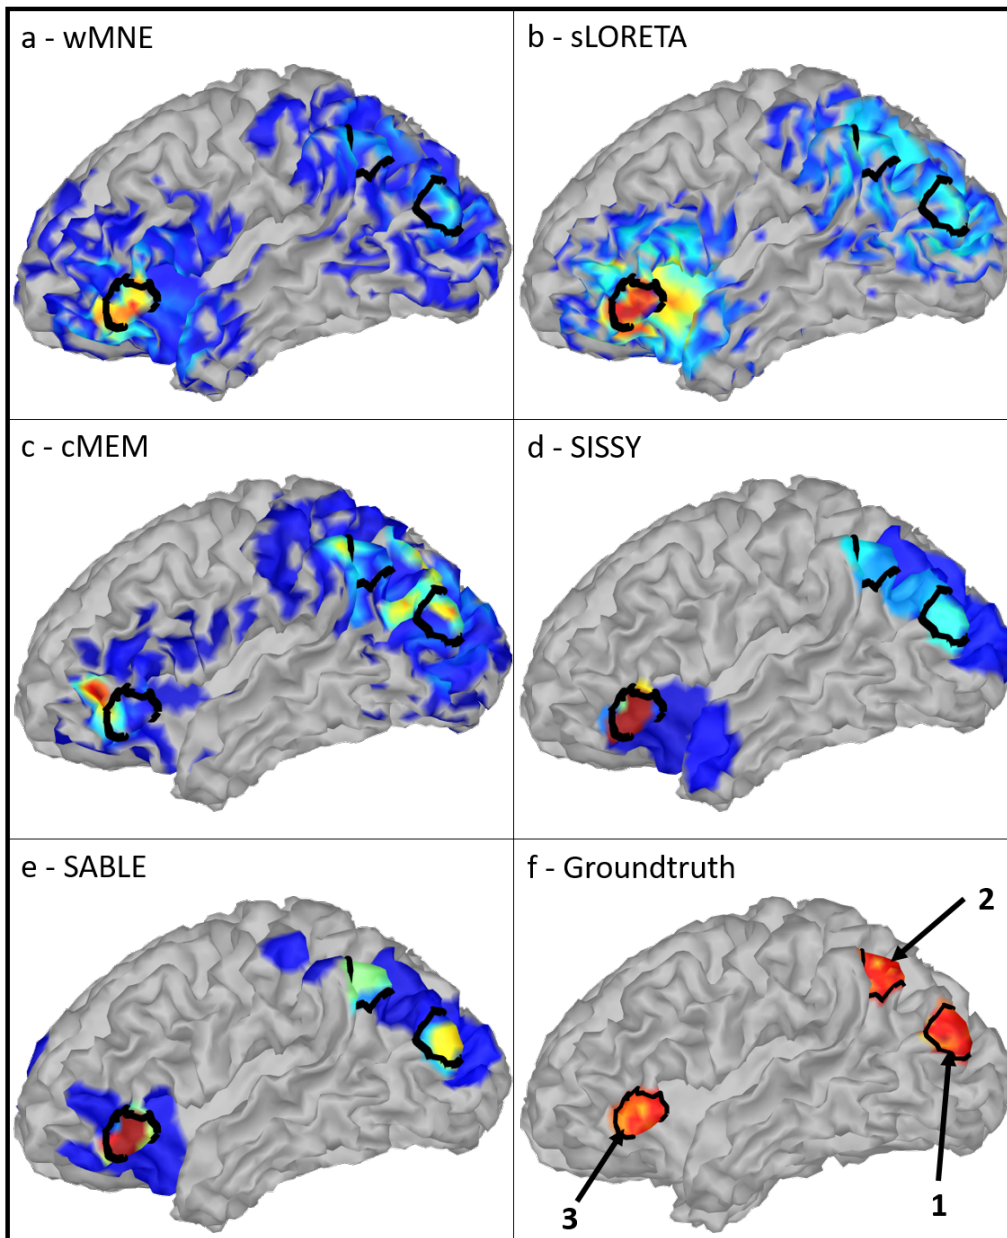 a - wMNE
b - sLORETA
c - cMEM
d - SISSY
e - SABLE
f - Groundtruth
2
3
1